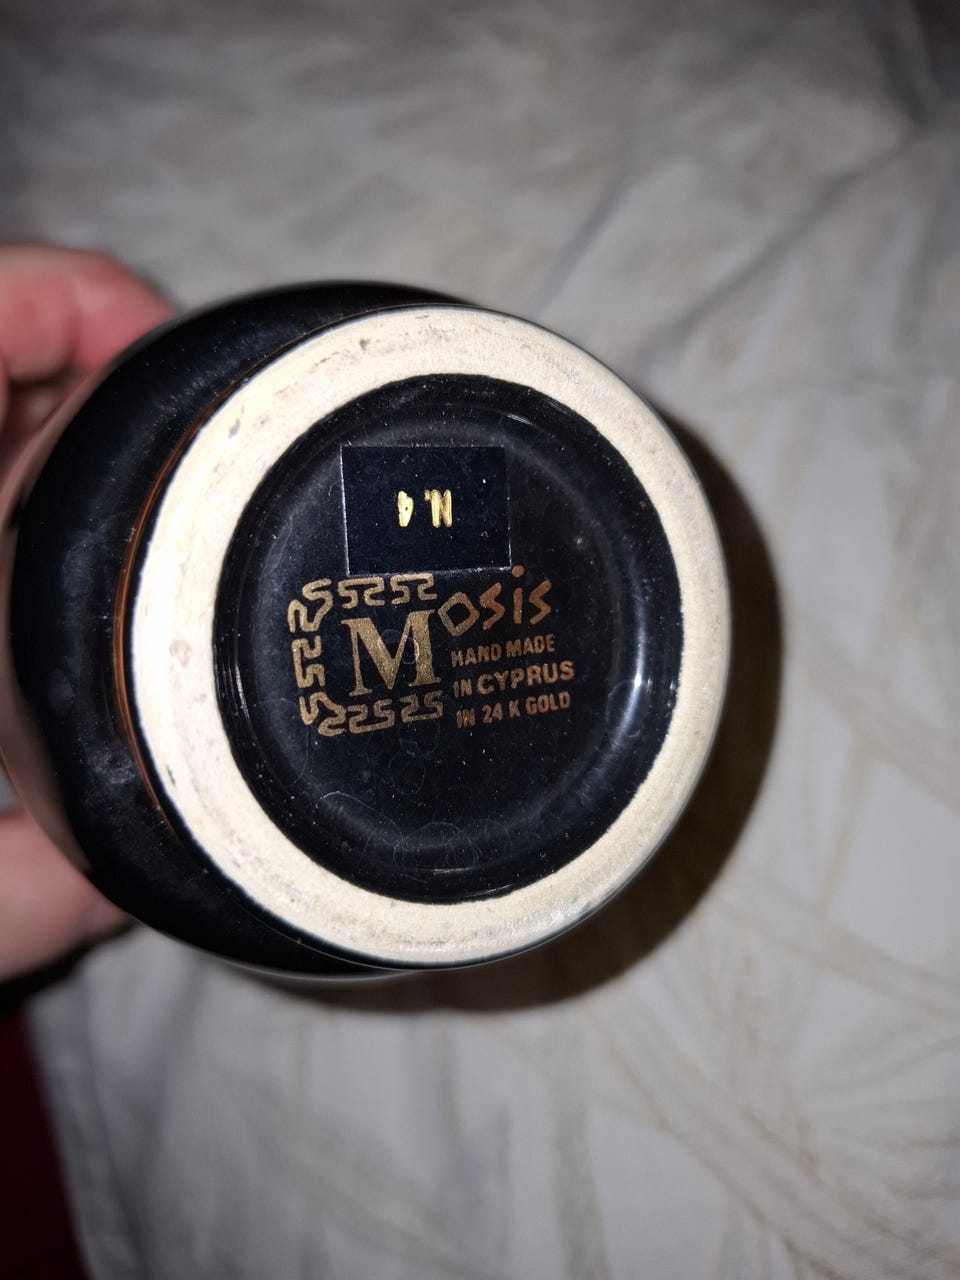 N.4
Mosis
HAND MADE
IN CYPRUS
IN 24 K GOLD